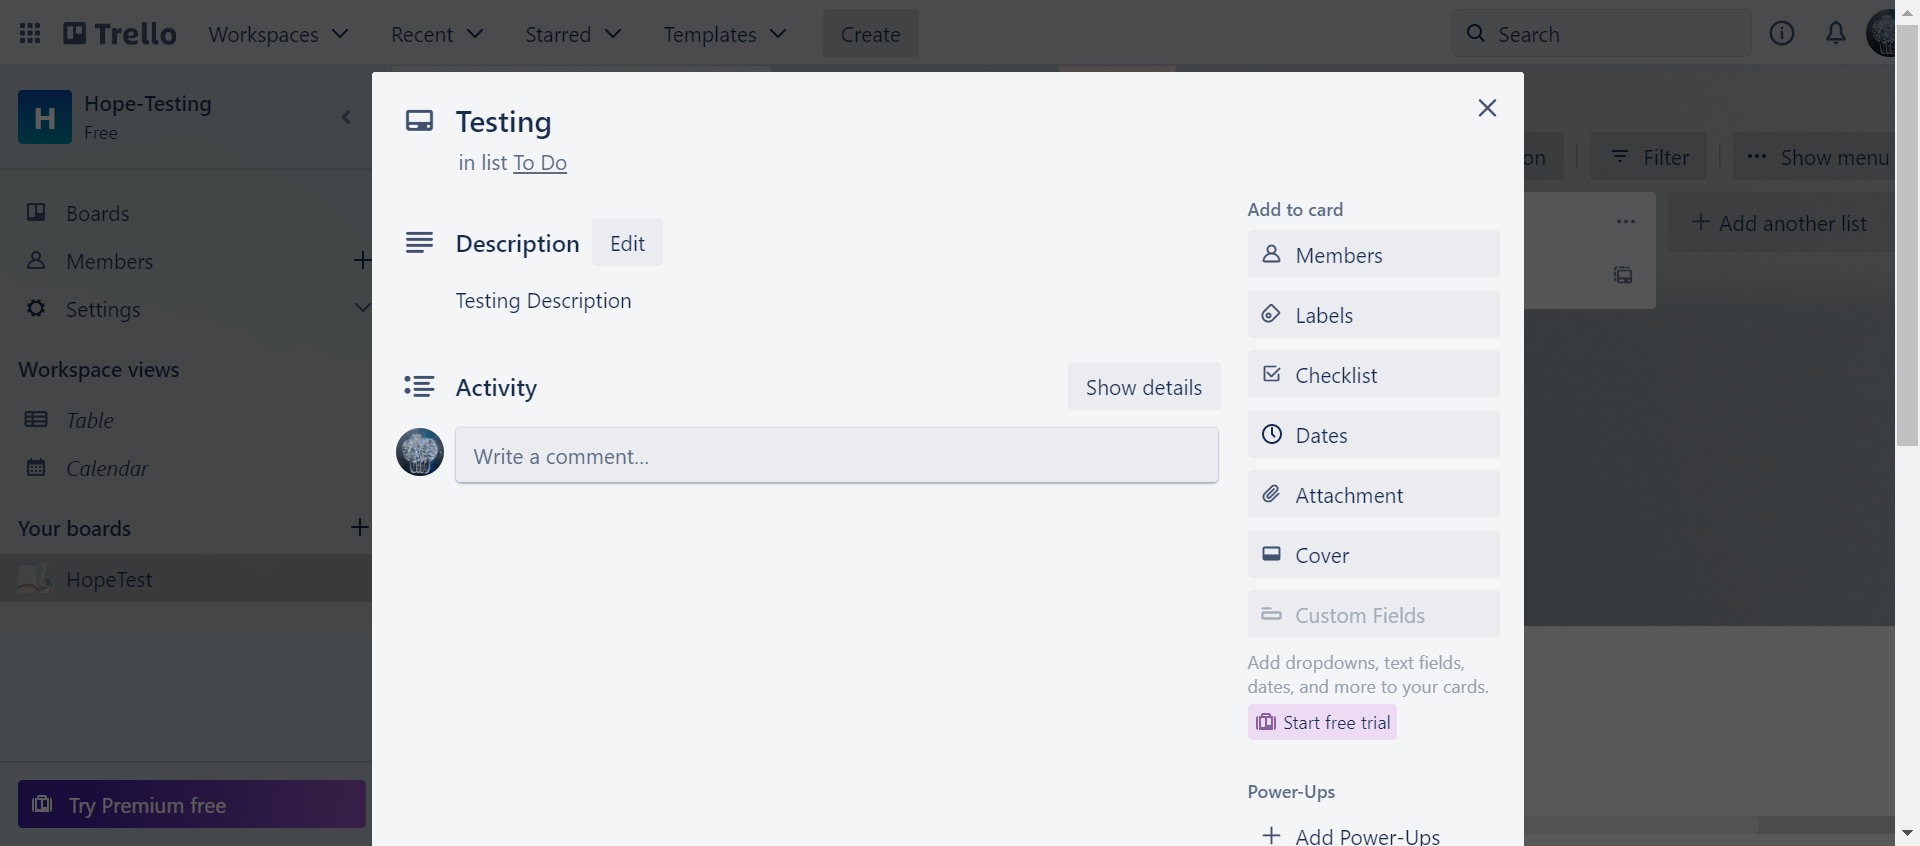 Trello
Workspaces
Recent
Starred
Templates
Create
Search
H
Hope-Testing
Free
Boards
Members
Settings
Workspace views
Table
Calendar
Your boards
HopeTest
Try Premium free
Testing
in list To Do
Description
Edit
Testing Description
Activity
Show details
Write a comment...
Add to card
Members
Labels
Checklist
Dates
Attachment
Cover
Custom Fields
Add dropdowns, text fields,
dates, and more to your cards.
Start free trial
Power-Ups
Add Power-Ups
Filter
Show menu
Add another list